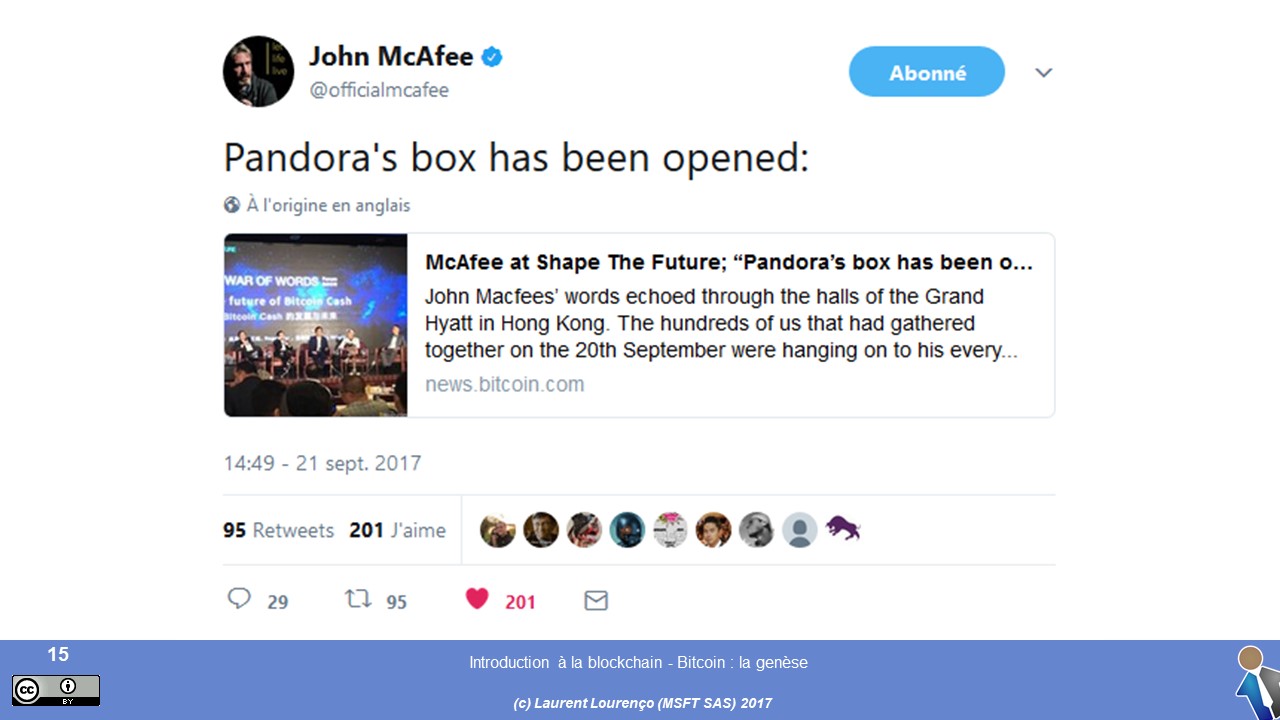 John McAfee
@officialmcafee
Abonné
Pandora's box has been opened:
À l'origine en anglais
WAR OF WORDS
future of Bitcoin Cash
Bitcoin Cash
McAfee at Shape The Future; “Pandora’s box has been o...
John Macfees’ words echoed through the halls of the Grand
Hyatt in Hong Kong. The hundreds of us that had gathered
together on the 20th September were hanging on to his every...
news.bitcoin.com
14:49 - 21 sept. 2017
95 Retweets 201 J'aime
29 95 201
15
Introduction à la blockchain - Bitcoin : la genèse
cc BY
(c) Laurent Lourenço (MSFT SAS) 2017